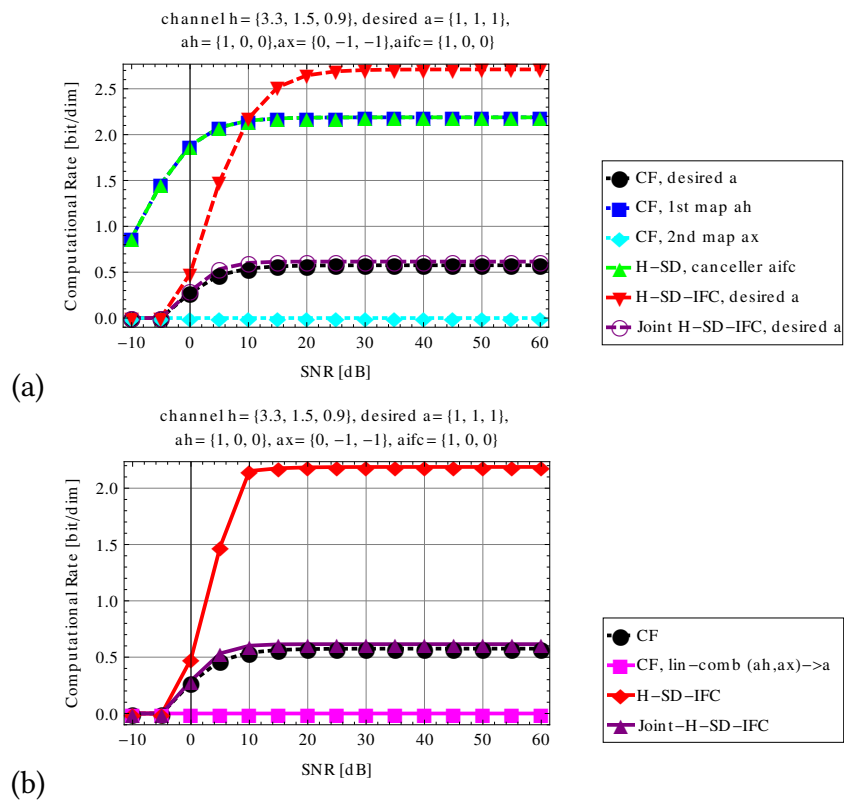 channel h = {3.3, 1.5, 0.9}, desired a = {1, 1, 1},
ah = {1, 0, 0},ax = {0, -1, -1},aifc= {1, 0, 0}
Computational Rate [bit/dim]
2.5
2.0
1.5
1.0
0.5
0.0
-10 0 10 20 30 40 50 60
SNR [dB]
CF, desired a
CF, 1st map ah
CF, 2nd map ax
H-SD, canceller aifc
H-SD-IFC, desired a
Joint H-SD-IFC, desired a
(a)
channel h = {3.3, 1.5, 0.9}, desired a = {1, 1, 1},
ah = {1, 0, 0}, ax= {0, -1, -1}, aifc= {1, 0, 0}
Computational Rate [bit/dim]
2.0
1.5
1.0
0.5
0.0
-10 0 10 20 30 40 50 60
SNR [dB]
CF
CF, lin-comb (ah,ax)->a
H-SD-IFC
Joint-H-SD-IFC
(b)